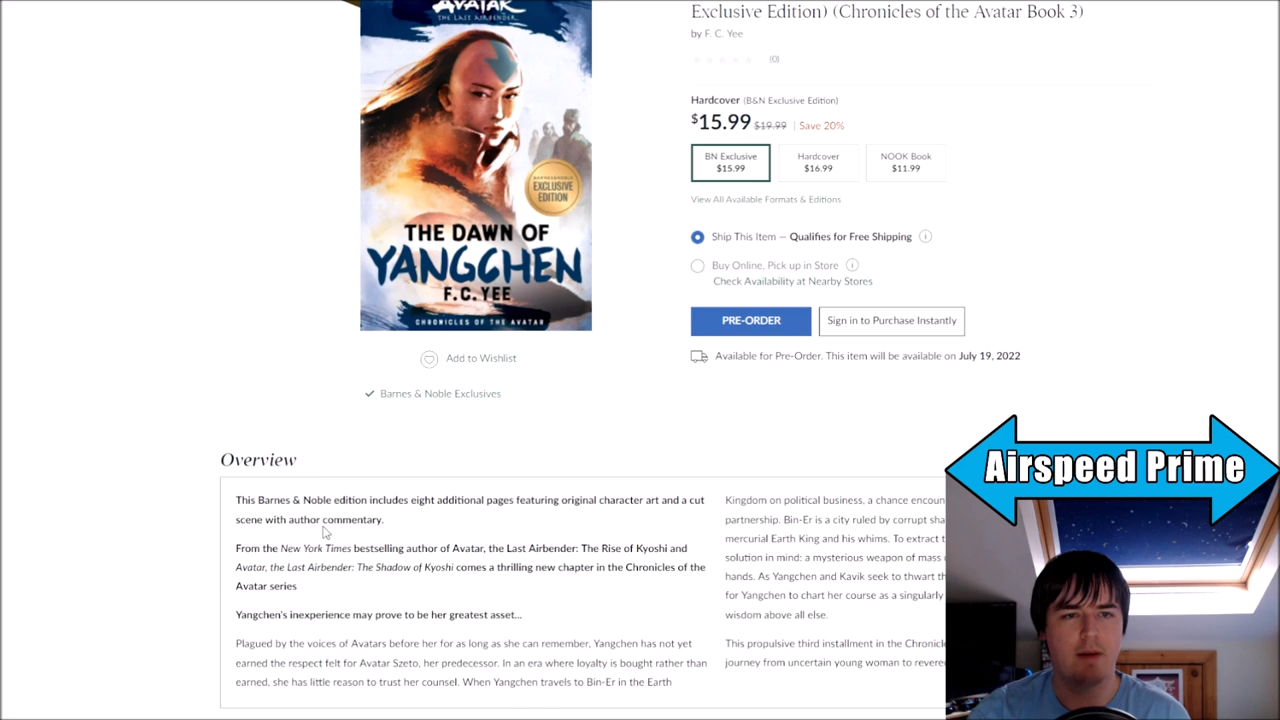 AVATAR
THE LAST AIRBENDER
BARNES & NOBLE
EXCLUSIVE
EDITION
THE DAWN OF
YANGCHEN
F.C. YEE
CHRONICLES OF THE AVATAR
Add to Wishlist
Barnes & Noble Exclusives
Exclusive Edition) (Chronicles of the Avatar Book 3)
by F. C. Yee
(0)
Hardcover (B&N Exclusive Edition)
$15.99 $19.99 | Save 20%
BN Exclusive
$15.99
Hardcover
$16.99
NOOK Book
$11.99
View All Available Formats & Editions
Ship This Item — Qualifies for Free Shipping
Buy Online, Pick up in Store
Check Availability at Nearby Stores
PRE-ORDER
Sign in to Purchase Instantly
Available for Pre-Order. This item will be available on July 19, 2022
Overview
This Barnes & Noble edition includes eight additional pages featuring original character art and a cut
scene with author commentary.
From the New York Times bestselling author of Avatar, the Last Airbender: The Rise of Kyoshi and
Avatar, the Last Airbender: The Shadow of Kyoshi comes a thrilling new chapter in the Chronicles of the
Avatar series
Yangchen's inexperience may prove to be her greatest asset...
Plagued by the voices of Avatars before her for as long as she can remember, Yangchen has not yet
earned the respect felt for Avatar Szeto, her predecessor. In an era where loyalty is bought rather than
earned, she has little reason to trust her counsel. When Yangchen travels to Bin-Er in the Earth
Kingdom on political business, a chance encoun
partnership. Bin-Er is a city ruled by corrupt sha
mercurial Earth King and his whims. To extract t
solution in mind: a mysterious weapon of mass
hands. As Yangchen and Kavik seek to thwart th
for Yangchen to chart her course as a singularly
wisdom above all else.
This propulsive third installment in the Chronicl
journey from uncertain young woman to revere
Airspeed Prime